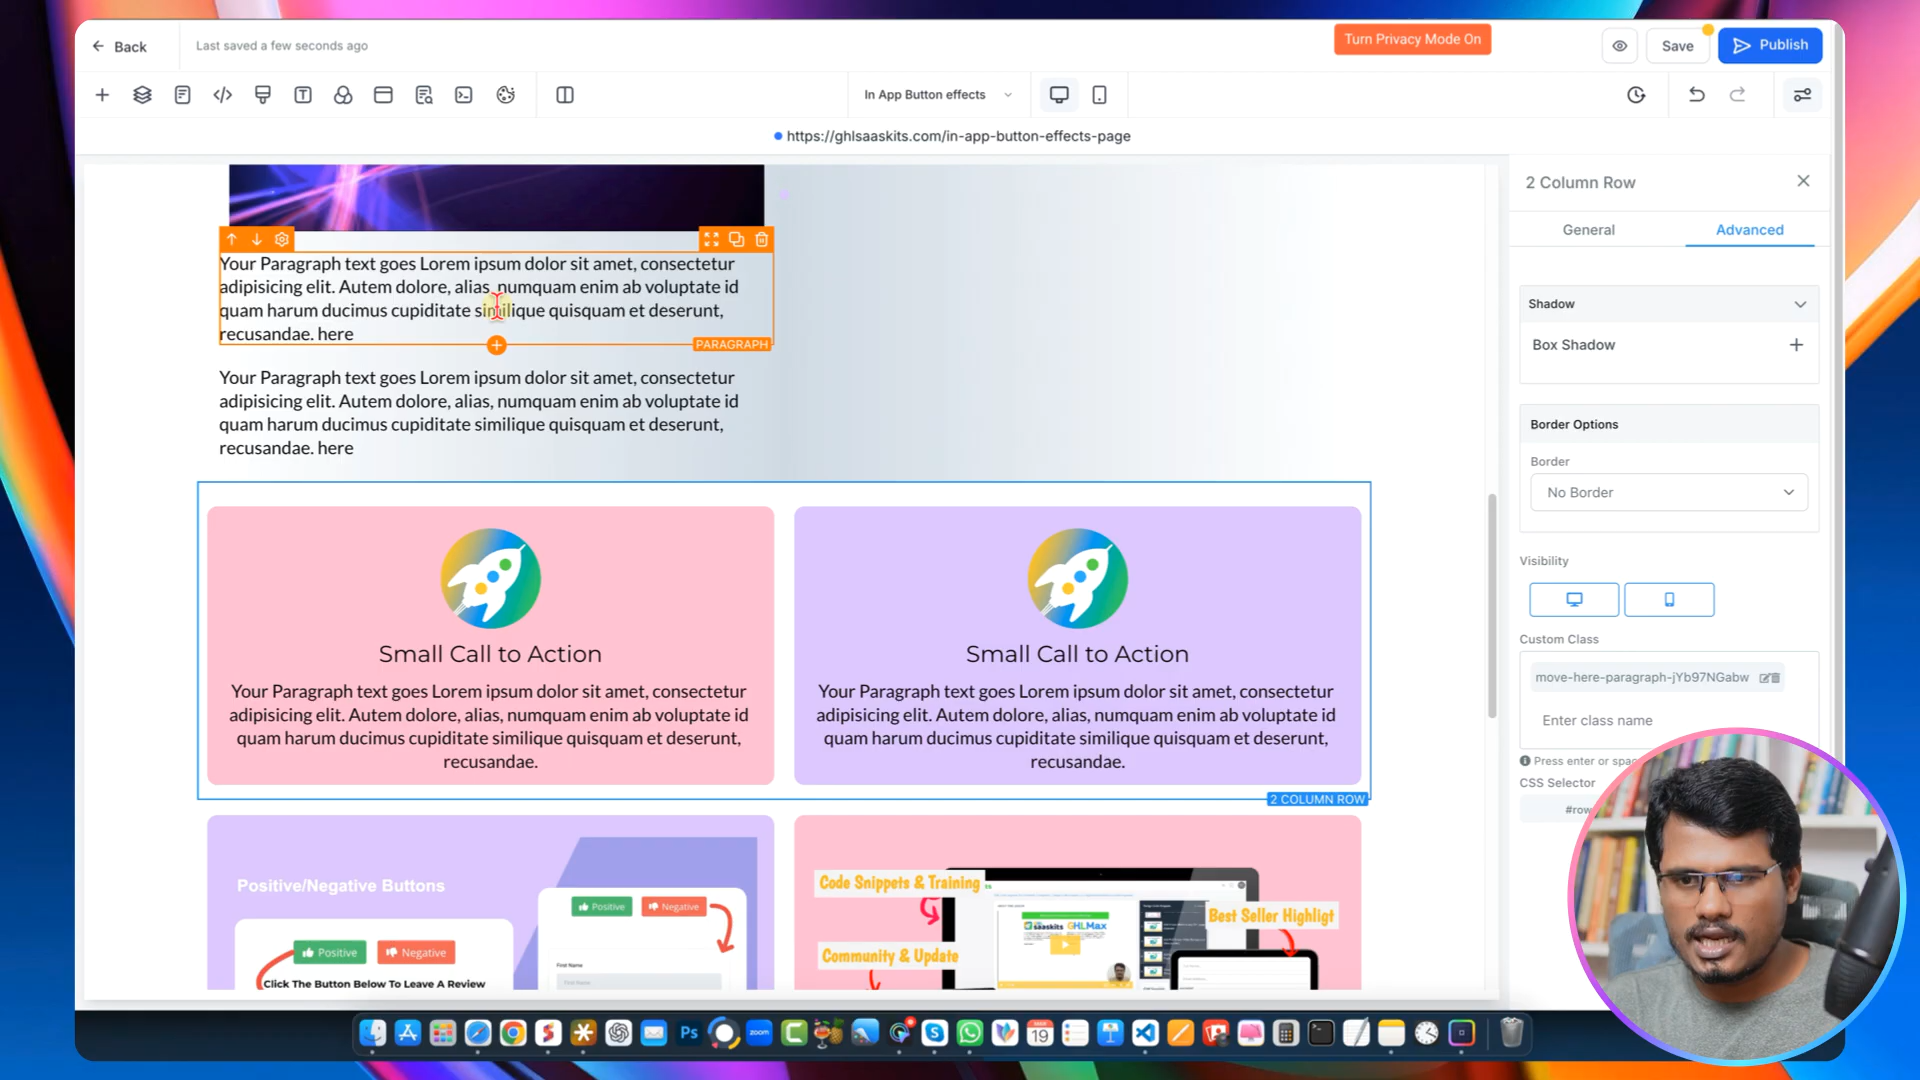 Back
Last saved a few seconds ago
Turn Privacy Mode On
Save
Publish
In App Button effects
https://ghlsaaskits.com/in-app-button-effects-page
2 Column Row
General
Advanced
Your Paragraph text goes Lorem ipsum dolor sit amet, consectetur
adipisicing elit. Autem dolore, alias, numquam enim ab voluptate id
quam harum ducimus cupiditate similique quisquam et deserunt,
recusandae. here
PARAGRAPH
Your Paragraph text goes Lorem ipsum dolor sit amet, consectetur
adipisicing elit. Autem dolore, alias, numquam enim ab voluptate id
quam harum ducimus cupiditate similique quisquam et deserunt,
recusandae. here
Small Call to Action
Your Paragraph text goes Lorem ipsum dolor sit amet, consectetur
adipisicing elit. Autem dolore, alias, numquam enim ab voluptate id
quam harum ducimus cupiditate similique quisquam et deserunt,
recusandae.
Small Call to Action
Your Paragraph text goes Lorem ipsum dolor sit amet, consectetur
adipisicing elit. Autem dolore, alias, numquam enim ab voluptate id
quam harum ducimus cupiditate similique quisquam et deserunt,
recusandae.
2 COLUMN ROW
Positive/Negative Buttons
Positive
Negative
Positive
Negative
Click The Button Below To Leave A Review
First Name
First Name
Code Snippets & Training
Community & Update
Best Seller Highligt
saaskits
GHLMax
Shadow
Box Shadow
Border Options
Border
No Border
Visibility
Custom Class
move-here-paragraph-jYb97NGabw
Enter class name
Press enter or spac
CSS Selector
#row
Ps
zoom
19